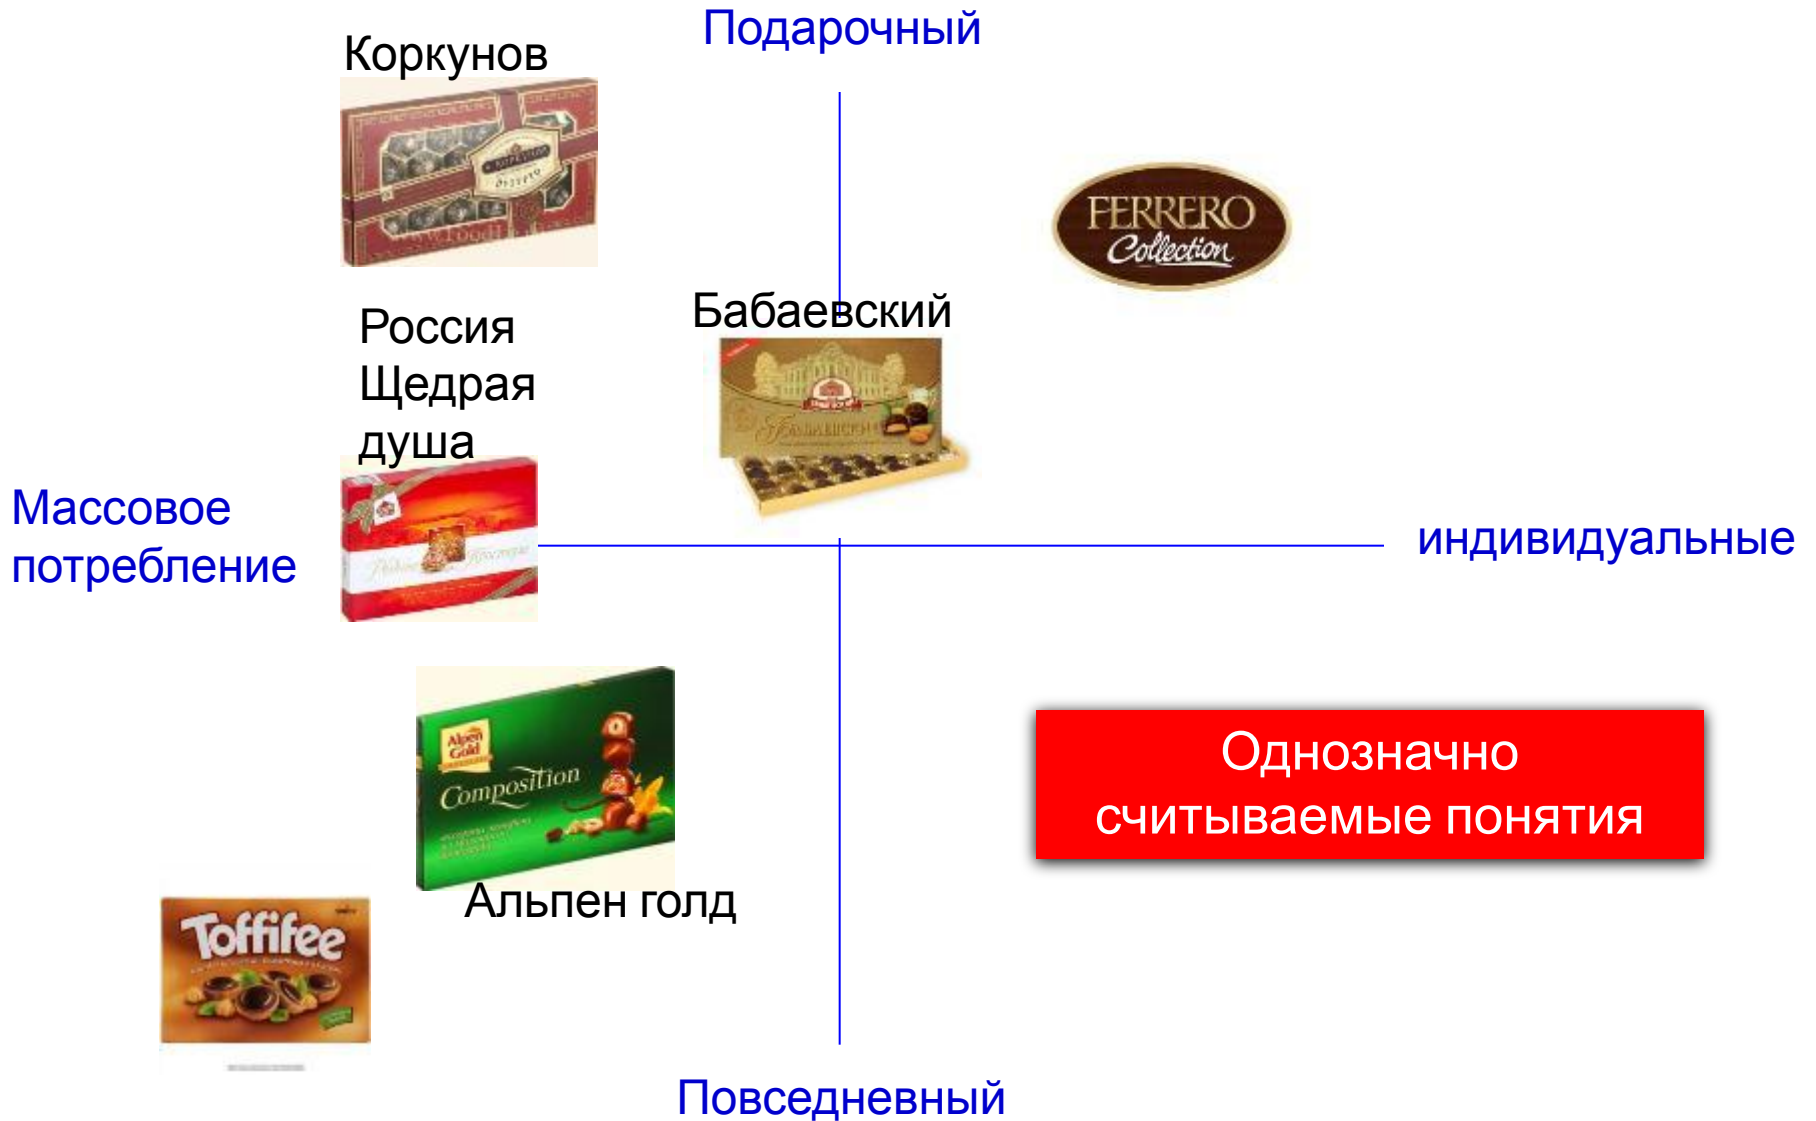 Подарочный
Коркунов
FERRERO
Collection
Бабаевский
Россия
Щедрая
душа
Массовое
потребление
индивидуальные
Alpen
Gold
Composition
Однозначно
считываемые понятия
Альпен голд
Toffifee
Повседневный